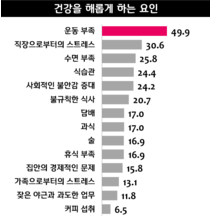 건강을 해롭게 하는 요인
운동 부족 49.9
직장으로부터의 스트레스 30.6
수면 부족 25.8
식습관 24.4
사회적인 불안감 증대 24.2
불규칙한 식사 20.7
담배 17.0
과식 17.0
술 16.9
휴식 부족 16.9
집안의 경제적인 문제 15.8
가족으로부터의 스트레스 13.1
잦은 야근과 과도한 업무 11.8
커피 섭취 6.5